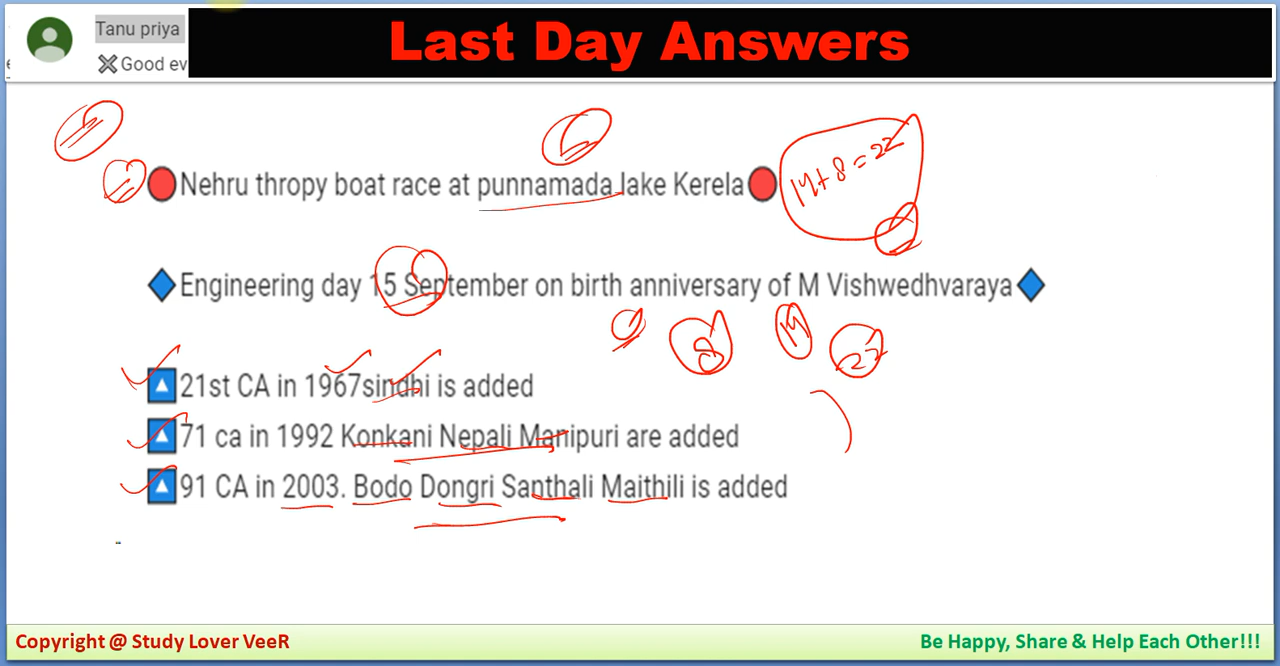 Tanu priya
Last Day Answers
Good ev
Nehru thropy boat race at punnamada lake Kerela
14+8=22
Engineering day 15 September on birth anniversary of M Vishwedhvaraya
8 14 22
21st CA in 1967sindhi is added
71 ca in 1992 Konkani Nepali Manipuri are added
91 CA in 2003. Bodo Dongri Santhali Maithili is added
Copyright @ Study Lover VeeR
Be Happy, Share & Help Each Other!!!